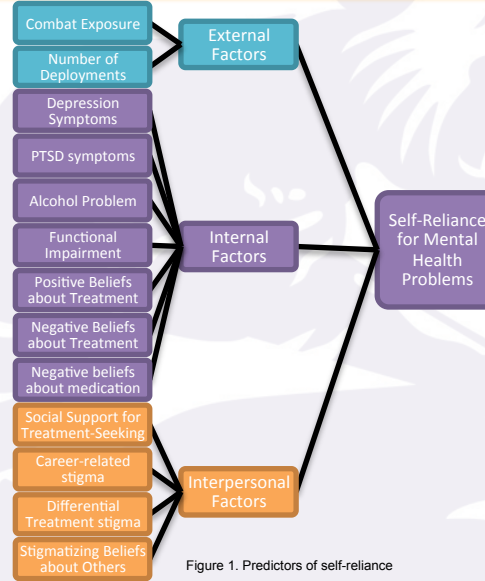 Combat Exposure
Number of
Deployments
External
Factors
Depression
Symptoms
PTSD symptoms
Alcohol Problem
Functional
Impairment
Positive Beliefs
about Treatment
Negative Beliefs
about Treatment
Negative beliefs
about medication
Internal
Factors
Social Support for
Treatment-Seeking
Career-related
stigma
Differential
Treatment stigma
Stigmatizing Beliefs
about Others
Interpersonal
Factors
Self-Reliance
for Mental
Health
Problems
Figure 1. Predictors of self-reliance